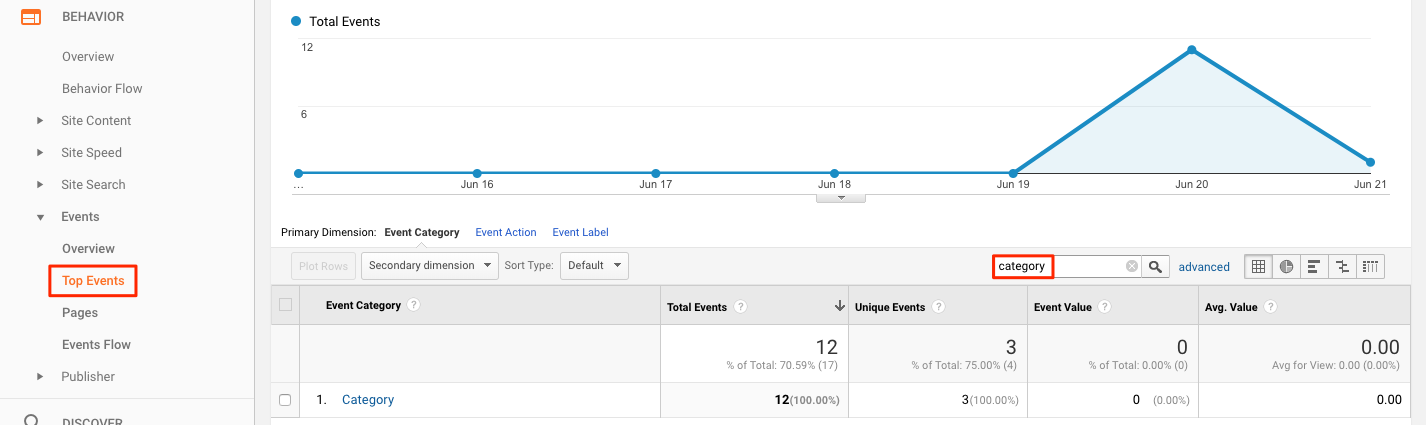 BEHAVIOR
Overview
Behavior Flow
Site Content
Site Speed
Site Search
Events
Overview
Top Events
Pages
Events Flow
Publisher
DISCOVER
Total Events
12
6
... Jun 16 Jun 17 Jun 18 Jun 19 Jun 20 Jun 21
Primary Dimension: Event Category Event Action Event Label
Plot Rows Secondary dimension Sort Type: Default category advanced
Event Category ? Total Events ? Unique Events ? Event Value ? Avg. Value ?
12 3 0 0.00
% of Total: 70.59% (17) % of Total: 75.00% (4) % of Total: 0.00% (0) Avg for View: 0.00 (0.00%)
1. Category 12(100.00%) 3(100.00%) 0 (0.00%) 0.00